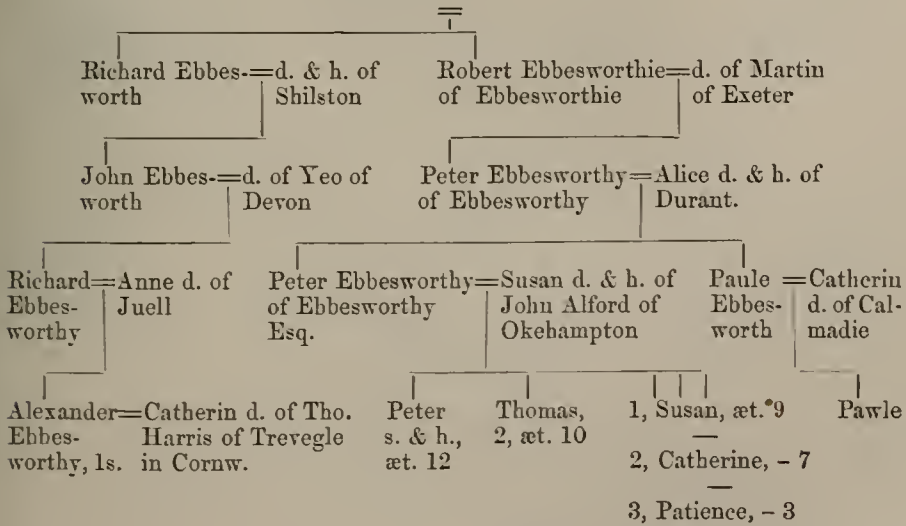 Richard Ebbes-=d. & h. of
worth Shilston
Robert Ebbesworthie=d. of Martin
of Ebbesworthie of Exeter
John Ebbes-=d. of Yeo of
worth Devon
Peter Ebbesworthy=Alice d. & h. of
of Ebbesworthy Durant.
Richard=Anne d. of
Ebbes- Juell
worthy
Peter Ebbesworthy=Susan d. & h. of
of Ebbesworthy John Alford of
Esq. Okehampton
Paule=Catherin
Ebbes- d. of Cal-
worth madie
Alexander=Catherin d. of Tho.
Ebbes- Harris of Trevegle
worthy, 1s. in Cornw.
Peter
s. & h.,
æt. 12
Thomas,
2, æt. 10
1, Susan, æt. 9
2, Catherine, – 7
3, Patience, – 3
Pawle